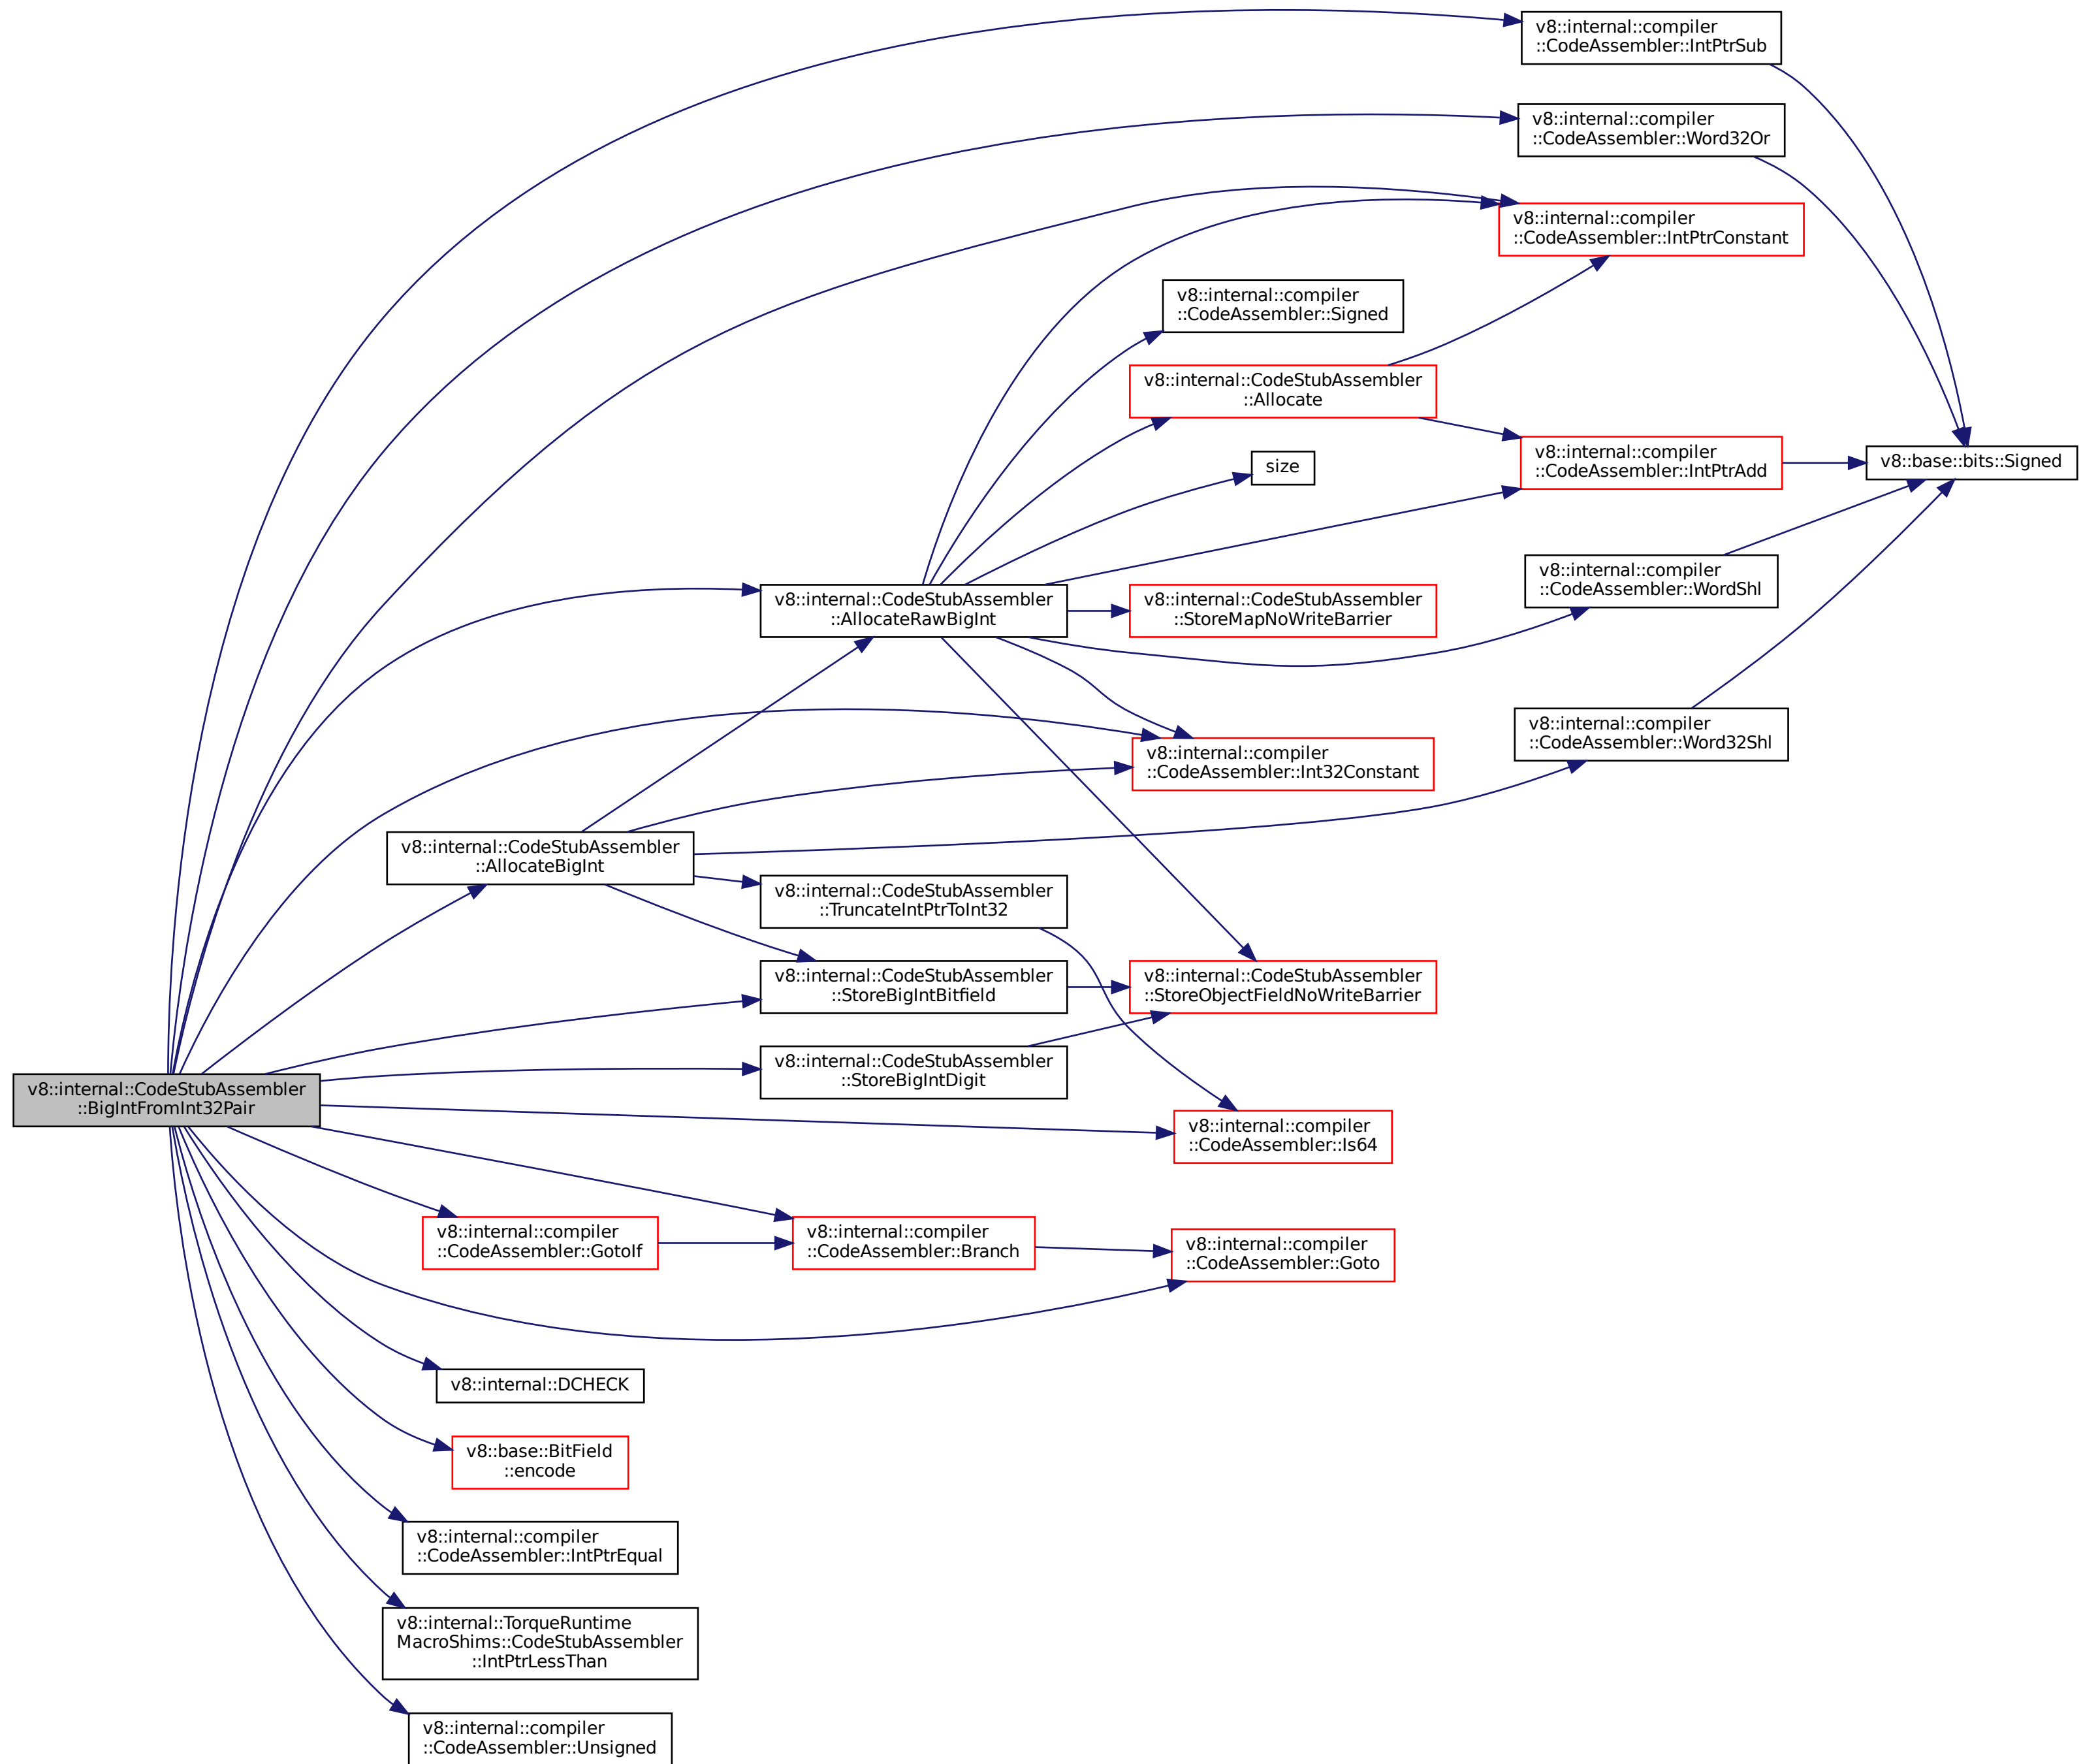 v8::internal::compiler
::CodeAssembler::IntPtrSub
v8::internal::compiler
::CodeAssembler::Word32Or
v8::internal::compiler
::CodeAssembler::IntPtrConstant
v8::internal::compiler
::CodeAssembler::Signed
v8::internal::CodeStubAssembler
::Allocate
v8::internal::compiler
::CodeAssembler::IntPtrAdd
v8::base::bits::Signed
size
v8::internal::compiler
::CodeAssembler::WordShl
v8::internal::CodeStubAssembler
::AllocateRawBigInt
v8::internal::CodeStubAssembler
::StoreMapNoWriteBarrier
v8::internal::compiler
::CodeAssembler::Word32Shl
v8::internal::compiler
::CodeAssembler::Int32Constant
v8::internal::CodeStubAssembler
::AllocateBigInt
v8::internal::CodeStubAssembler
::TruncateIntPtrToInt32
v8::internal::CodeStubAssembler
::StoreBigIntBitfield
v8::internal::CodeStubAssembler
::StoreObjectFieldNoWriteBarrier
v8::internal::CodeStubAssembler
::StoreBigIntDigit
v8::internal::CodeStubAssembler
::BigIntFromInt32Pair
v8::internal::compiler
::CodeAssembler::Is64
v8::internal::compiler
::CodeAssembler::GotoIf
v8::internal::compiler
::CodeAssembler::Branch
v8::internal::compiler
::CodeAssembler::Goto
v8::internal::DCHECK
v8::base::BitField
::encode
v8::internal::compiler
::CodeAssembler::IntPtrEqual
v8::internal::TorqueRuntime
MacroShims::CodeStubAssembler
::IntPtrLessThan
v8::internal::compiler
::CodeAssembler::Unsigned